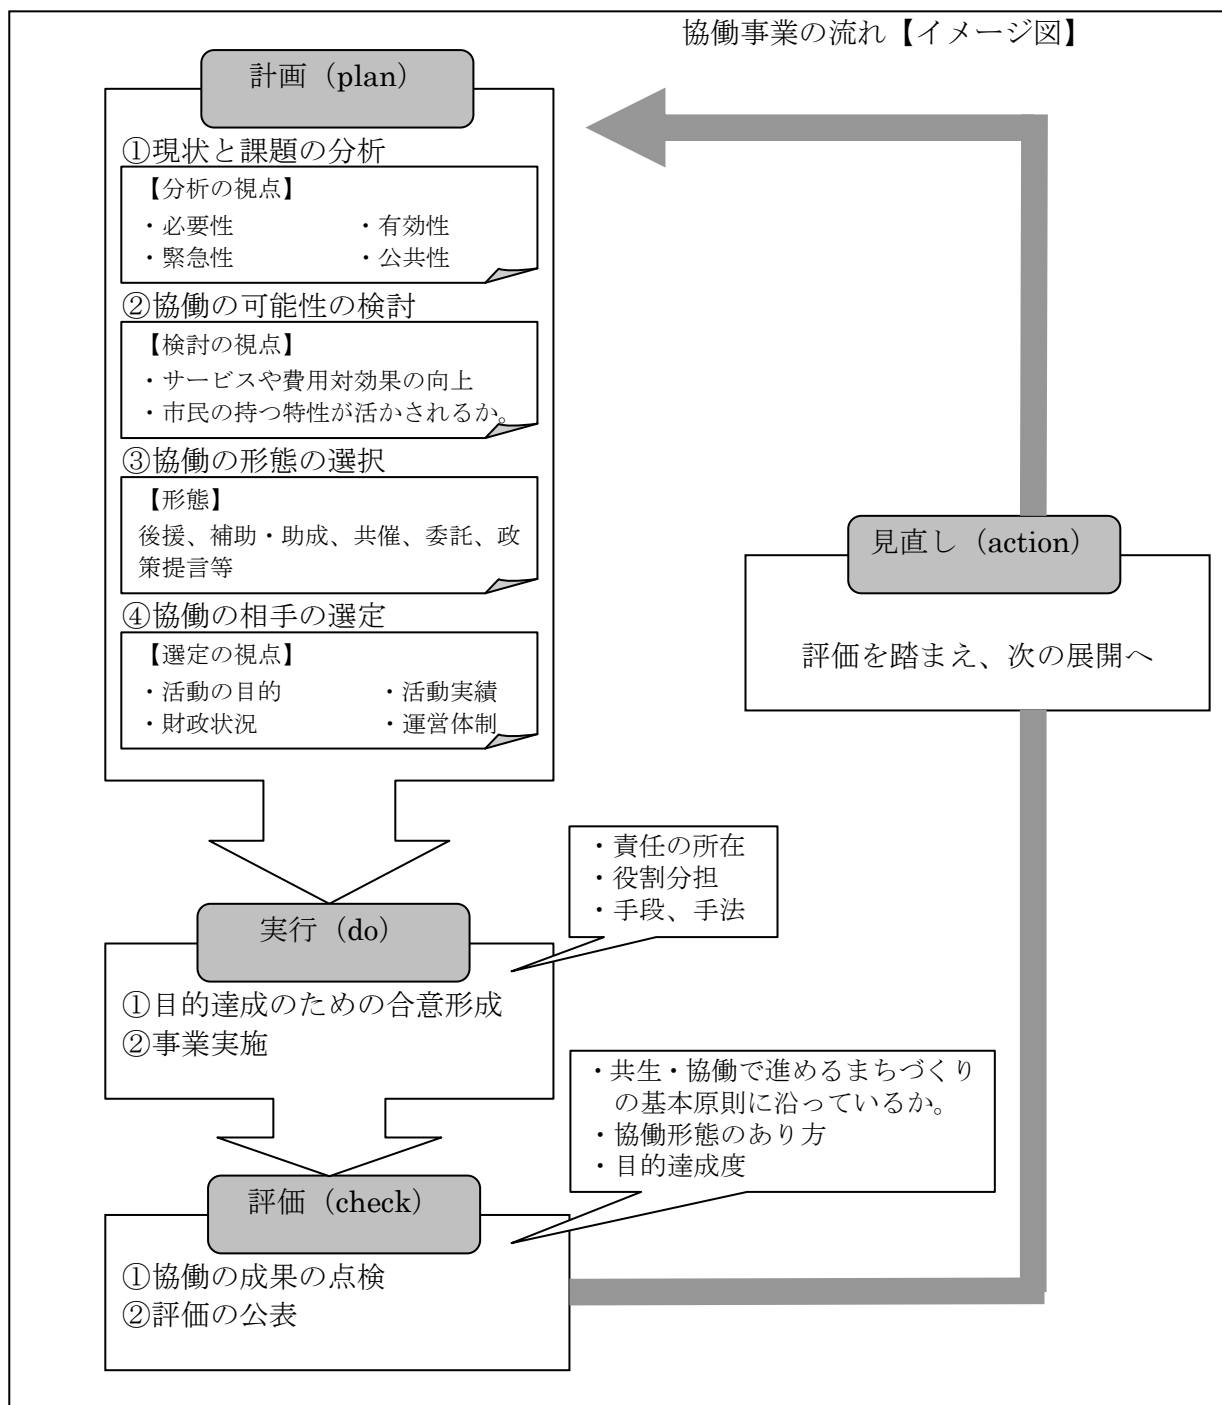 協働事業の流れ【イメージ図】
計画（plan）
①現状と課題の分析
【分析の視点】
・必要性 ・有効性
・緊急性 ・公共性
②協働の可能性の検討
【検討の視点】
・サービスや費用対効果の向上
・市民の持つ特性が活かされるか。
③協働の形態の選択
【形態】
後援、補助・助成、共催、委託、政
策提言等
④協働の相手の選定
【選定の視点】
・活動の目的 ・活動実績
・財政状況 ・運営体制
見直し（action）
評価を踏まえ、次の展開へ
・責任の所在
・役割分担
・手段、手法
実行（do）
①目的達成のための合意形成
②事業実施
・共生・協働で進めるまちづくり
の基本原則に沿っているか。
・協働形態のあり方
・目的達成度
評価（check）
①協働の成果の点検
②評価の公表